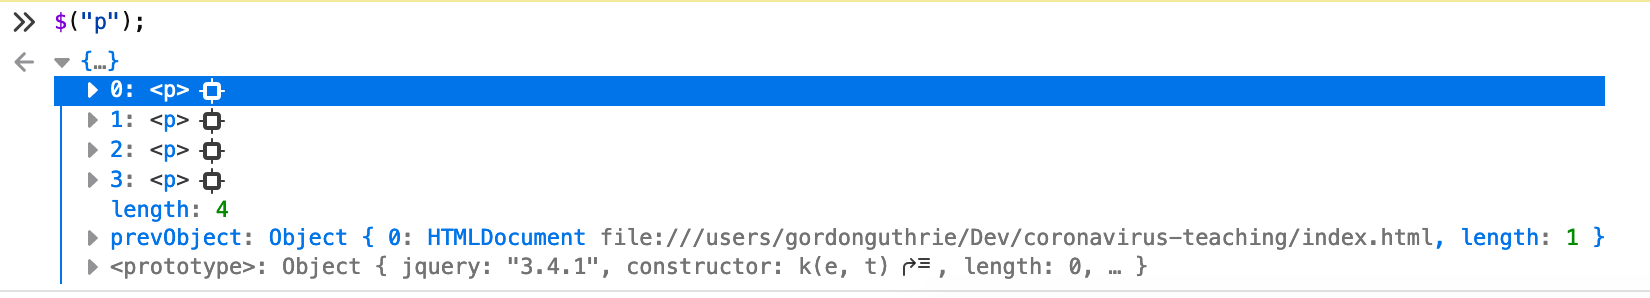 $("p");
{…}
0: <p>
1: <p>
2: <p>
3: <p>
length: 4
prevObject: Object { 0: HTMLDocument file:///users/gordonguthrie/Dev/coronavirus-teaching/index.html, length: 1 }
<prototype>: Object { jquery: "3.4.1", constructor: k(e, t), length: 0, … }